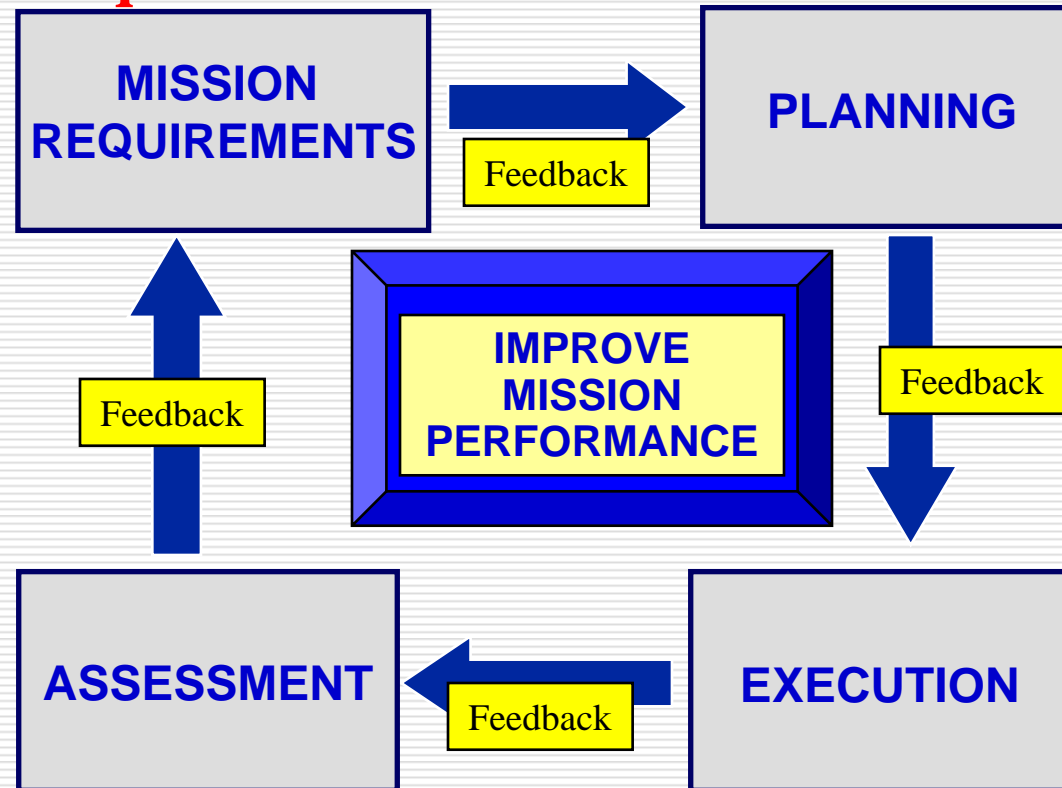 MISSION
REQUIREMENTS
PLANNING
Feedback
IMPROVE
MISSION
PERFORMANCE
Feedback
Feedback
ASSESSMENT
EXECUTION
Feedback